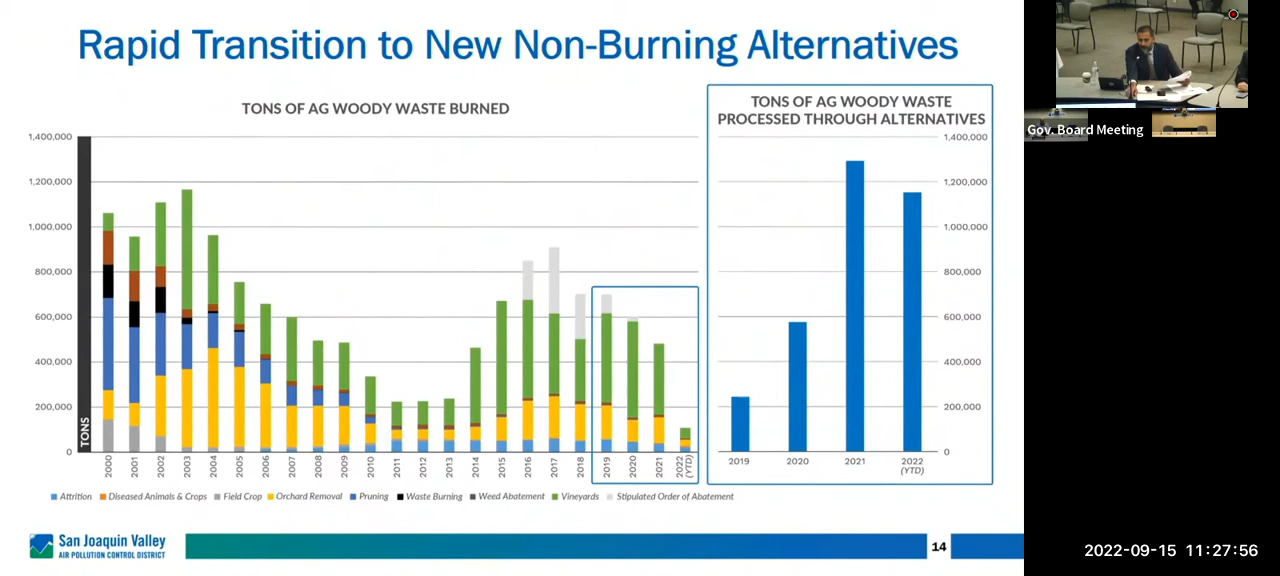 Rapid Transition to New Non-Burning Alternatives
TONS OF AG WOODY WASTE BURNED
1,400,000
1,200,000
1,000,000
800,000
600,000
400,000
200,000
0
TONS
2000
2001
2002
2003
2004
2005
2006
2007
2008
2009
2010
2011
2012
2013
2014
2015
2016
2017
2018
2019
2020
2021
2022
(YTD)
Attrition
Diseased Animals & Crops
Field Crop
Orchard Removal
Pruning
Waste Burning
Weed Abatement
Vineyards
Stipulated Order of Abatement
TONS OF AG WOODY WASTE
PROCESSED THROUGH ALTERNATIVES
1,400,000
1,200,000
1,000,000
800,000
600,000
400,000
200,000
0
2019
2020
2021
2022
(YTD)
San Joaquin Valley
AIR POLLUTION CONTROL DISTRICT
14
Gov. Board Meeting
2022-09-15 11:27:56